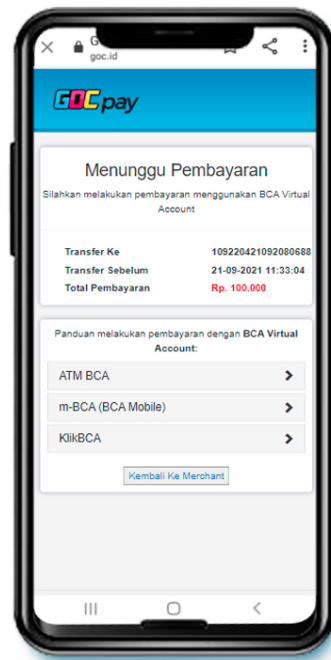 G
goc.id
GOC pay
Menunggu Pembayaran
Silahkan melakukan pembayaran menggunakan BCA Virtual
Account
Transfer Ke 109220421092080688
Transfer Sebelum 21-09-2021 11:33:04
Total Pembayaran Rp. 100.000
Panduan melakukan pembayaran dengan BCA Virtual
Account:
ATM BCA
m-BCA (BCA Mobile)
KlikBCA
Kembali Ke Merchant